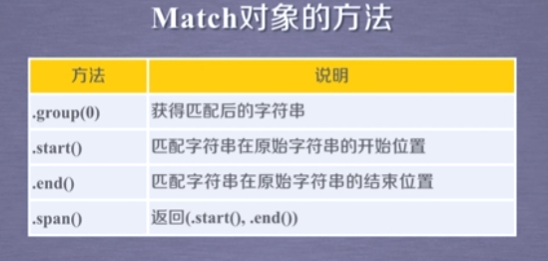 Match对象的方法
方法 说明
.group(0) 获得匹配后的字符串
.start() 匹配字符串在原始字符串的开始位置
.end() 匹配字符串在原始字符串的结束位置
.span() 返回(.start(), .end())